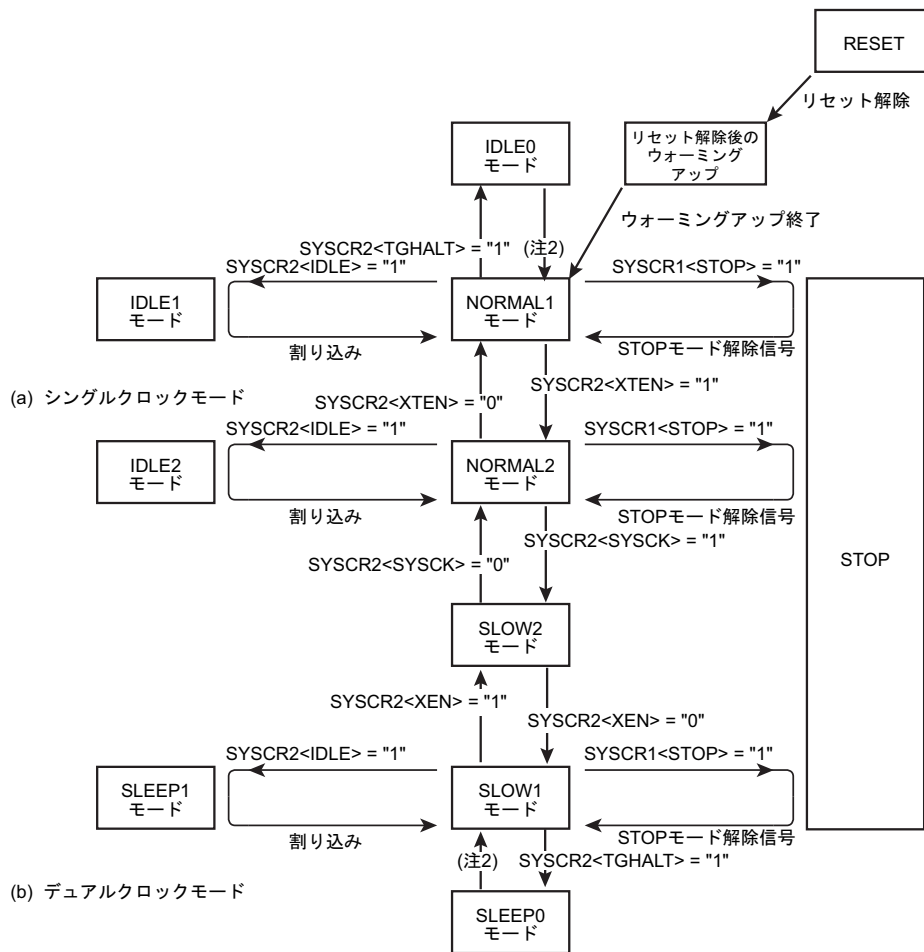 RESET
リセット解除
IDLE0
モード
リセット解除後の
ウォーミング
アップ
ウォーミングアップ終了
SYSCR2<TGHALT> = "1"
(注2)
SYSCR2<IDLE> = "1"
SYSCR1<STOP> = "1"
IDLE1
モード
NORMAL1
モード
割り込み
STOPモード解除信号
SYSCR2<XTEN> = "1"
(a) シングルクロックモード
SYSCR2<XTEN> = "0"
SYSCR2<IDLE> = "1"
SYSCR1<STOP> = "1"
IDLE2
モード
NORMAL2
モード
割り込み
STOPモード解除信号
SYSCR2<SYSCK> = "1"
SYSCR2<SYSCK> = "0"
STOP
SLOW2
モード
SYSCR2<XEN> = "1"
SYSCR2<XEN> = "0"
SYSCR2<IDLE> = "1"
SYSCR1<STOP> = "1"
SLEEP1
モード
SLOW1
モード
割り込み
STOPモード解除信号
(注2)
SYSCR2<TGHALT> = "1"
(b) デュアルクロックモード
SLEEP0
モード